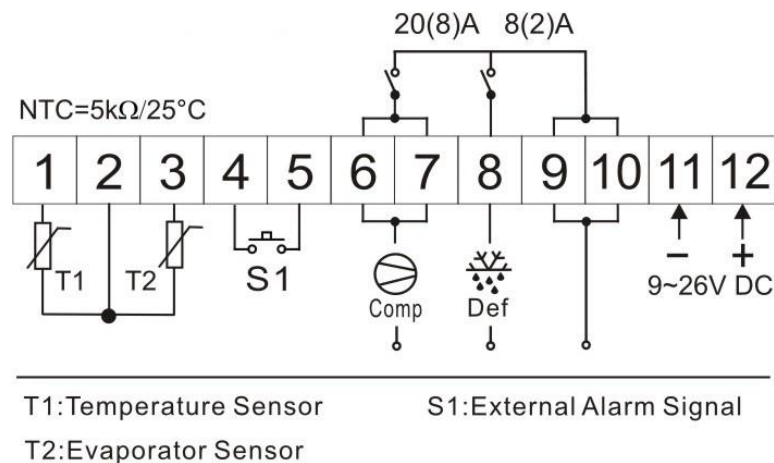 20(8)A 8(2)A
NTC=5kΩ/25°C
1 2 3 4 5 6 7 8 9 10 11 12
T1 T2 S1 Comp Def − +
9~26V DC
T1:Temperature Sensor S1:External Alarm Signal
T2:Evaporator Sensor